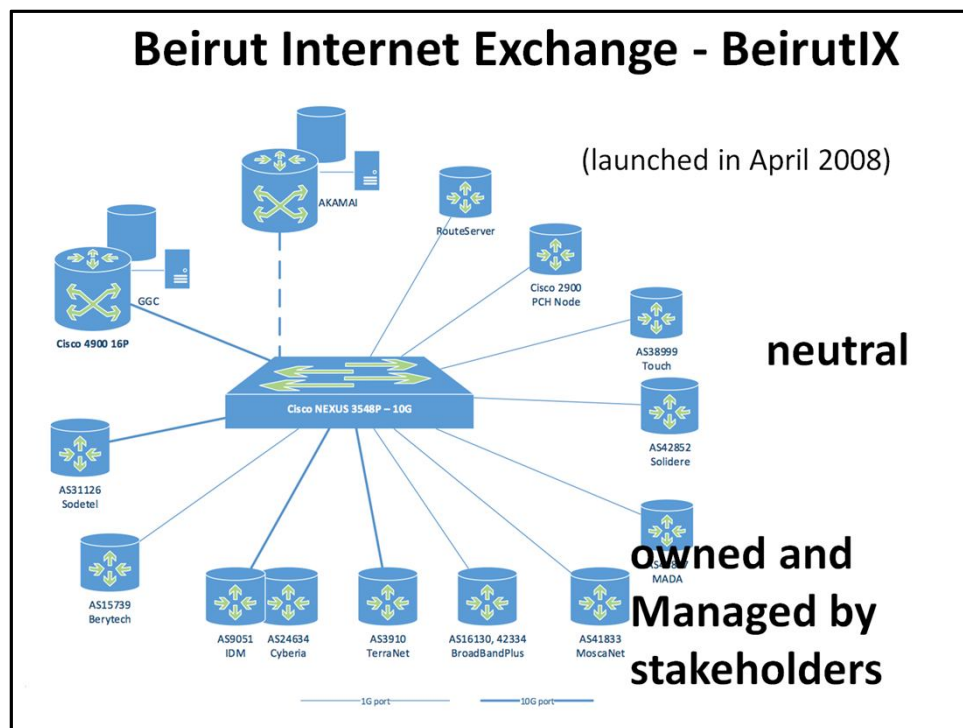 Beirut Internet Exchange - BeirutIX
(launched in April 2008)
AKAMAI
RouteServer
GGC
Cisco 2900
PCH Node
Cisco 4900 16P
AS38999
Touch
neutral
Cisco NEXUS 3548P – 10G
AS42852
Solidere
AS31126
Sodetel
MADA
owned and
Managed by
stakeholders
AS15739
Berytech
AS9051
IDM
AS24634
Cyberia
AS3910
TerraNet
AS16130, 42334
BroadBandPlus
AS41833
MoscaNet
1G port
10G port